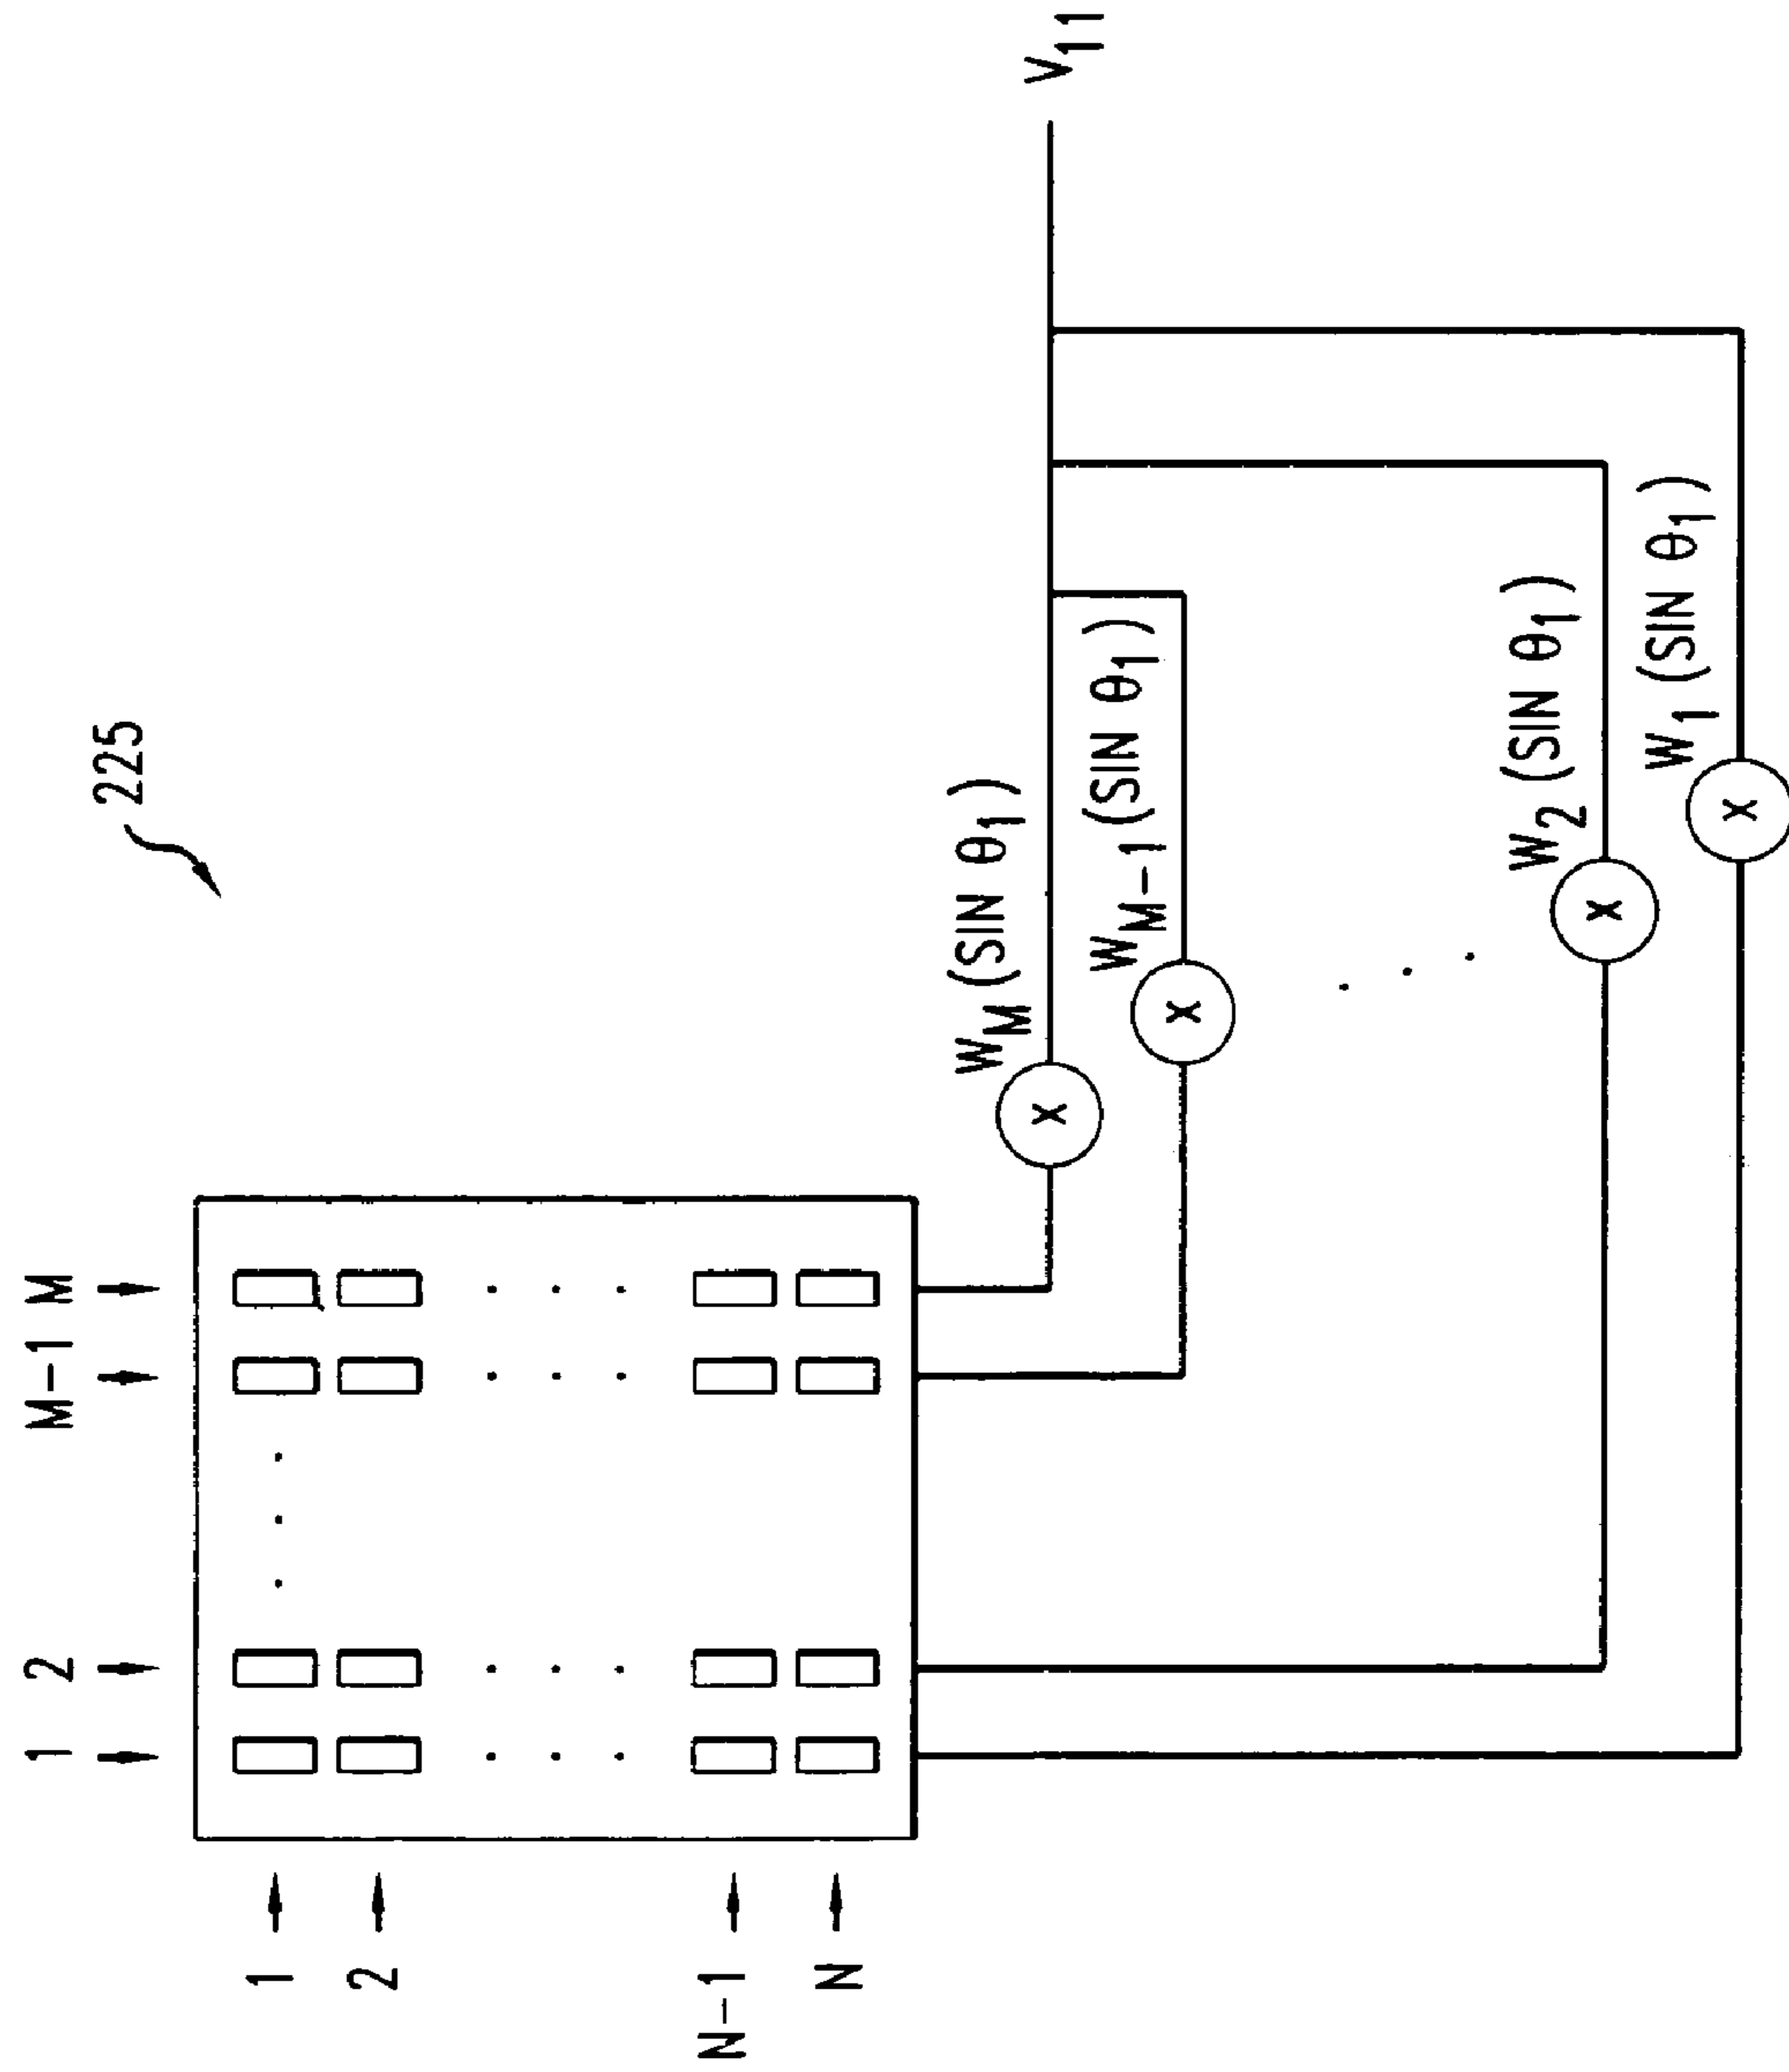 225
1 2 M-1 M
1
2
N-1
N
V11
WM(SIN θ1)
WM-1(SIN θ1)
W2(SIN θ1)
W1(SIN θ1)
X
X
X
X